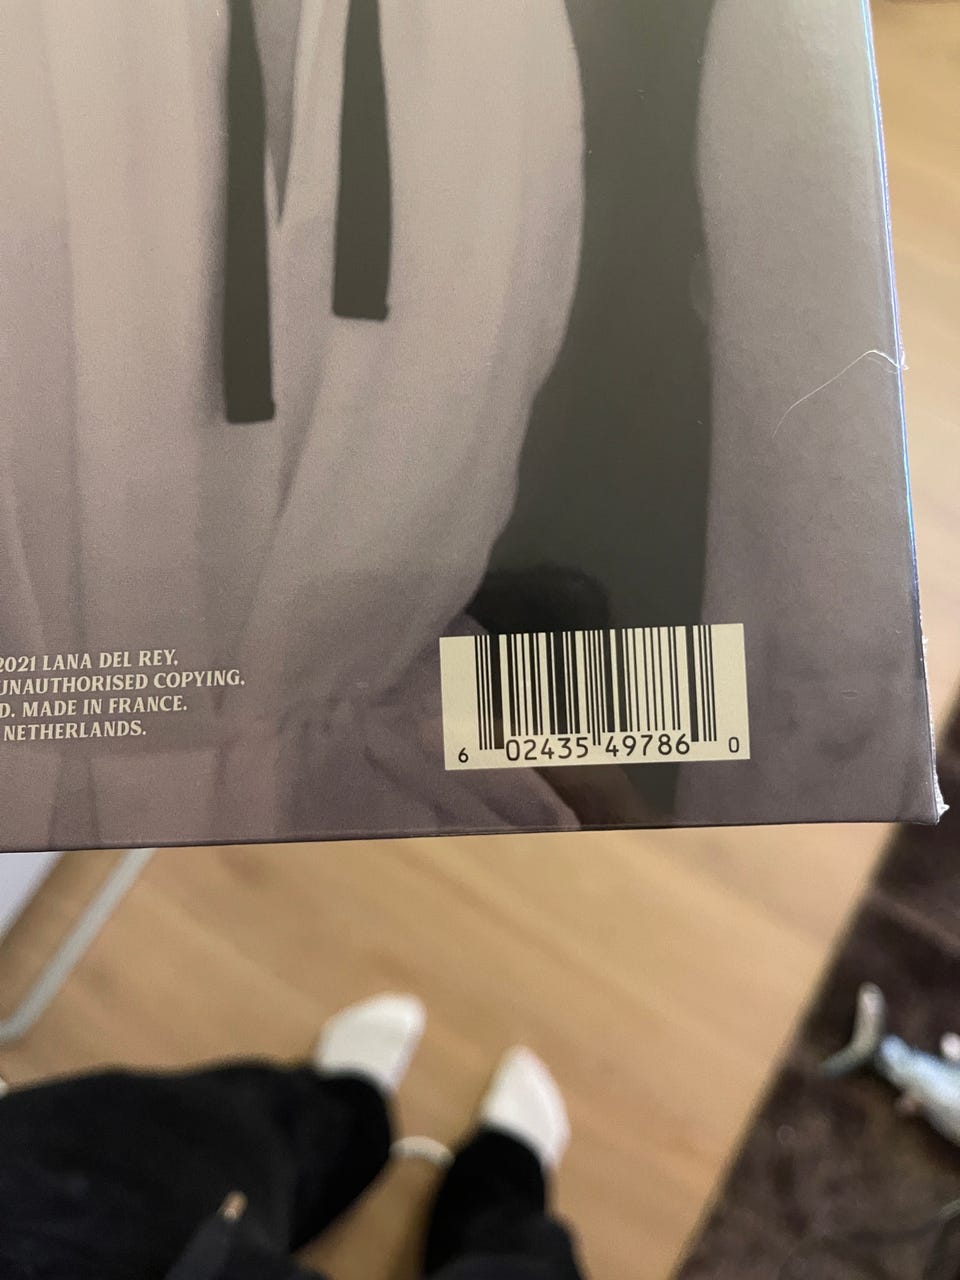 2021 LANA DEL REY,
UNAUTHORISED COPYING.
D. MADE IN FRANCE.
NETHERLANDS.
6 02435 49786 0